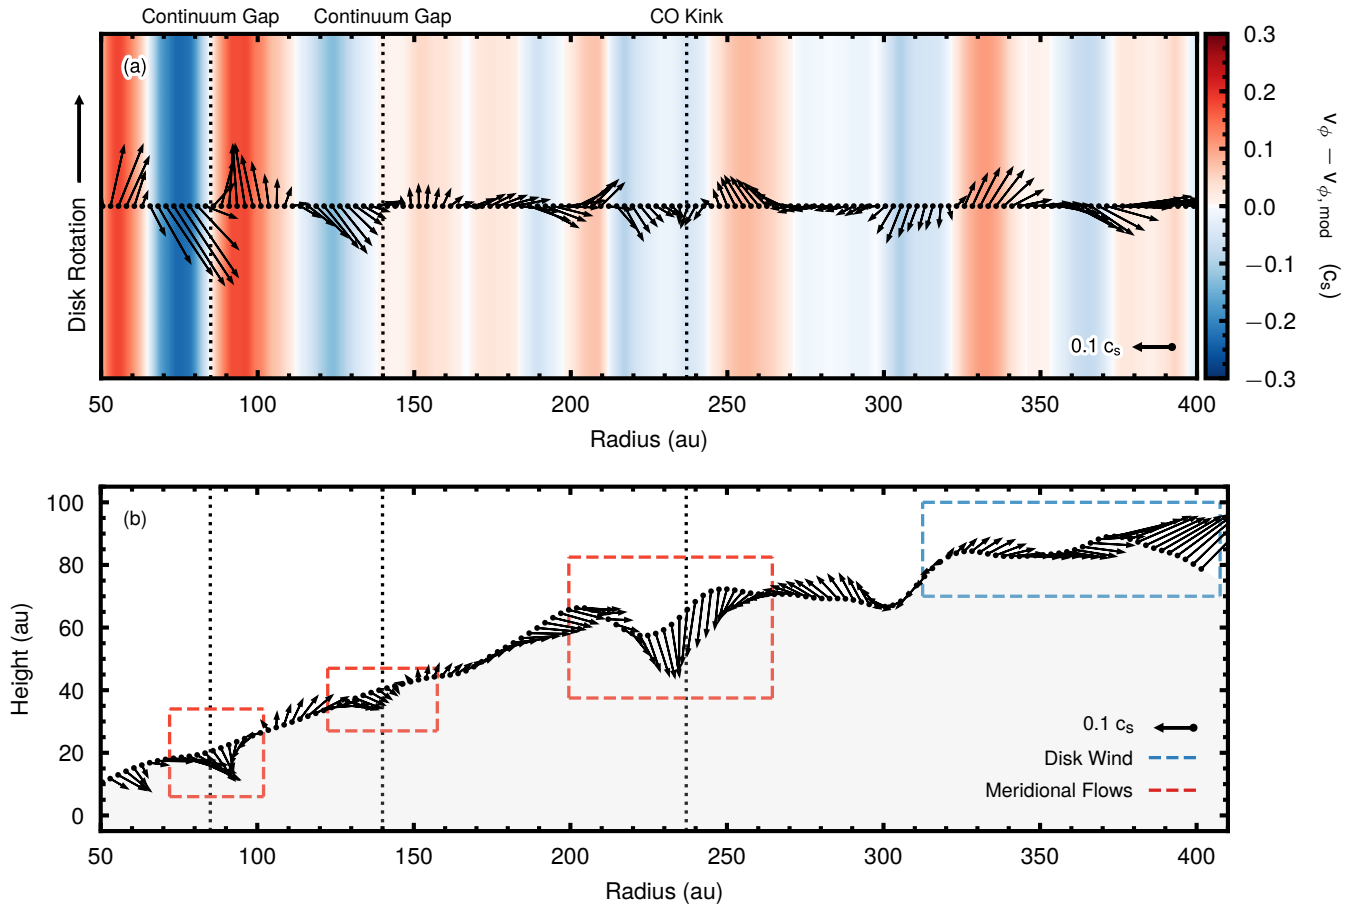 Continuum Gap Continuum Gap CO Kink
(a)
Disk Rotation
0.1 cₛ
0.3
0.2
0.1
0.0
−0.1
−0.2
−0.3
v_ϕ − v_ϕ,mod (cₛ)
50 100 150 200 250 300 350 400
Radius (au)
(b)
Height (au)
100
80
60
40
20
0
0.1 cₛ
Disk Wind
Meridional Flows
50 100 150 200 250 300 350 400
Radius (au)